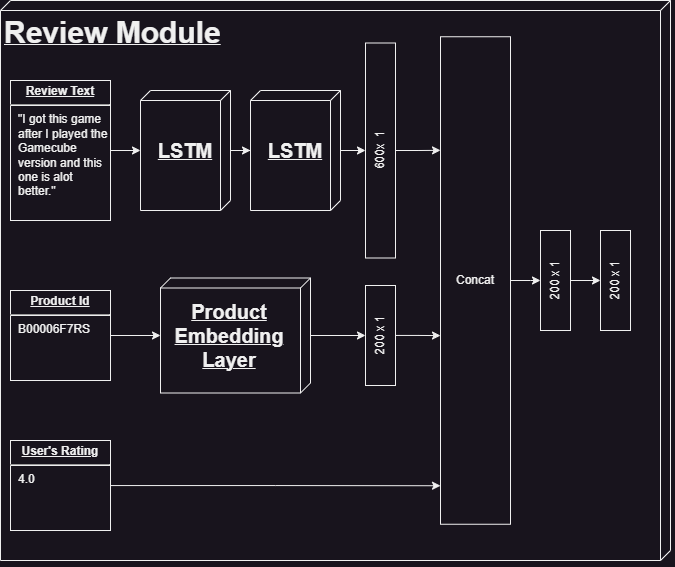 Review Module
Review Text
"I got this game
after I played the
Gamecube
version and this
one is alot
better."
LSTM
LSTM
600x 1
Product Id
B00006F7RS
Product
Embedding
Layer
200 x 1
User's Rating
4.0
Concat
200 x 1
200 x 1